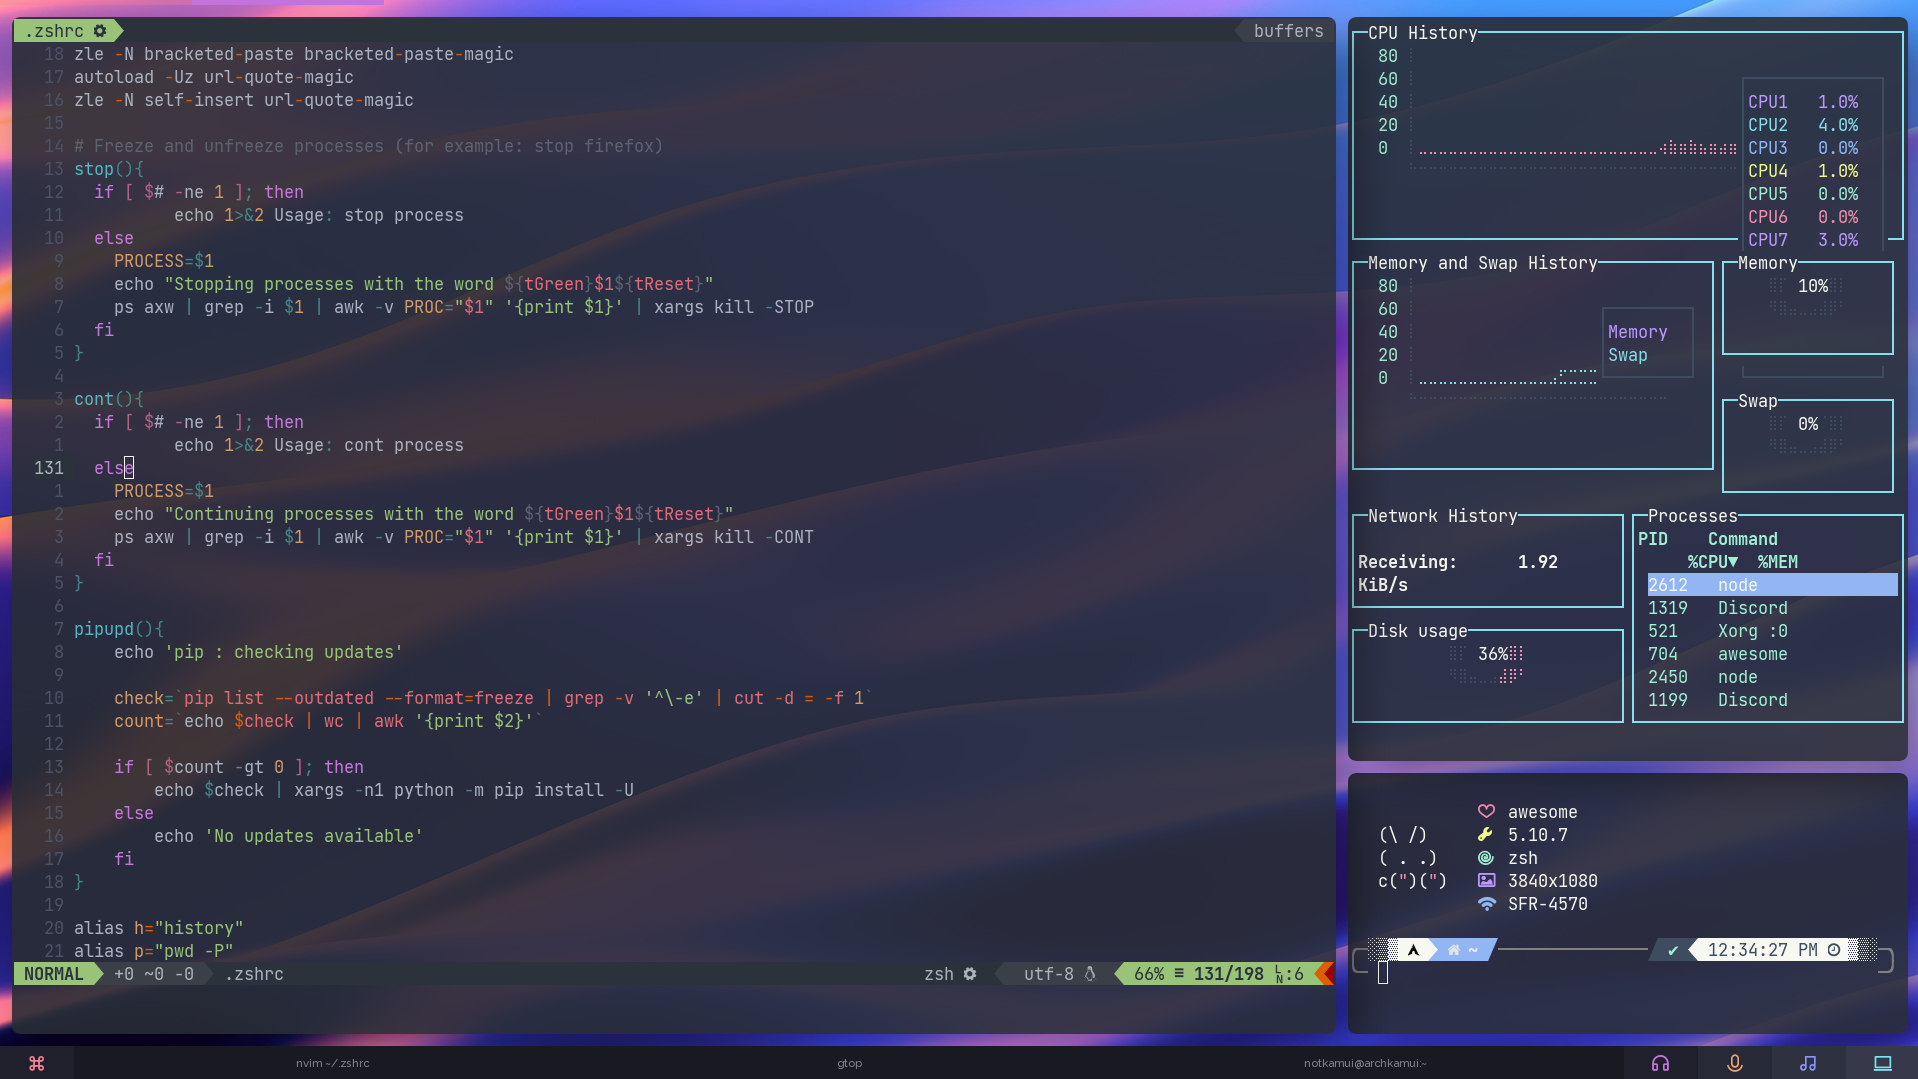 .zshrc
buffers
18 zle -N bracketed-paste bracketed-paste-magic
17 autoload -Uz url-quote-magic
16 zle -N self-insert url-quote-magic
15
14 # Freeze and unfreeze processes (for example: stop firefox)
13 stop(){
12   if [ $# -ne 1 ]; then
11           echo 1>&2 Usage: stop process
10   else
9     PROCESS=$1
8     echo "Stopping processes with the word ${tGreen}$1${tReset}"
7     ps axw | grep -i $1 | awk -v PROC="$1" '{print $1}' | xargs kill -STOP
6   fi
5 }
4
3 cont(){
2   if [ $# -ne 1 ]; then
1           echo 1>&2 Usage: cont process
131   else
1     PROCESS=$1
2     echo "Continuing processes with the word ${tGreen}$1${tReset}"
3     ps axw | grep -i $1 | awk -v PROC="$1" '{print $1}' | xargs kill -CONT
4   fi
5 }
6
7 pipupd(){
8     echo 'pip : checking updates'
9
10     check=`pip list --outdated --format=freeze | grep -v '^\-e' | cut -d = -f 1`
11     count=`echo $check | wc | awk '{print $2}'`
12
13     if [ $count -gt 0 ]; then
14         echo $check | xargs -n1 python -m pip install -U
15     else
16         echo 'No updates available'
17     fi
18 }
19
20 alias h="history"
21 alias p="pwd -P"
NORMAL +0 ~0 -0 .zshrc
zsh utf-8 66% ≡ 131/198 LN:6
CPU History
80
60
40
20
0
CPU1 1.0%
CPU2 4.0%
CPU3 0.0%
CPU4 1.0%
CPU5 0.0%
CPU6 0.0%
CPU7 3.0%
Memory and Swap History
80
60
40
20
0
Memory
Swap
Memory
10%
Swap
0%
Network History
Receiving: 1.92
KiB/s
Disk usage
36%
Processes
PID Command
%CPU▼ %MEM
2612 node
1319 Discord
521 Xorg :0
704 awesome
2450 node
1199 Discord
(\ /)
( . .)
c(")(")
awesome
5.10.7
zsh
3840x1080
SFR-4570
~
✔ 12:34:27 PM
⌘
nvim ~/.zshrc
gtop
notkamui@archkamui:~